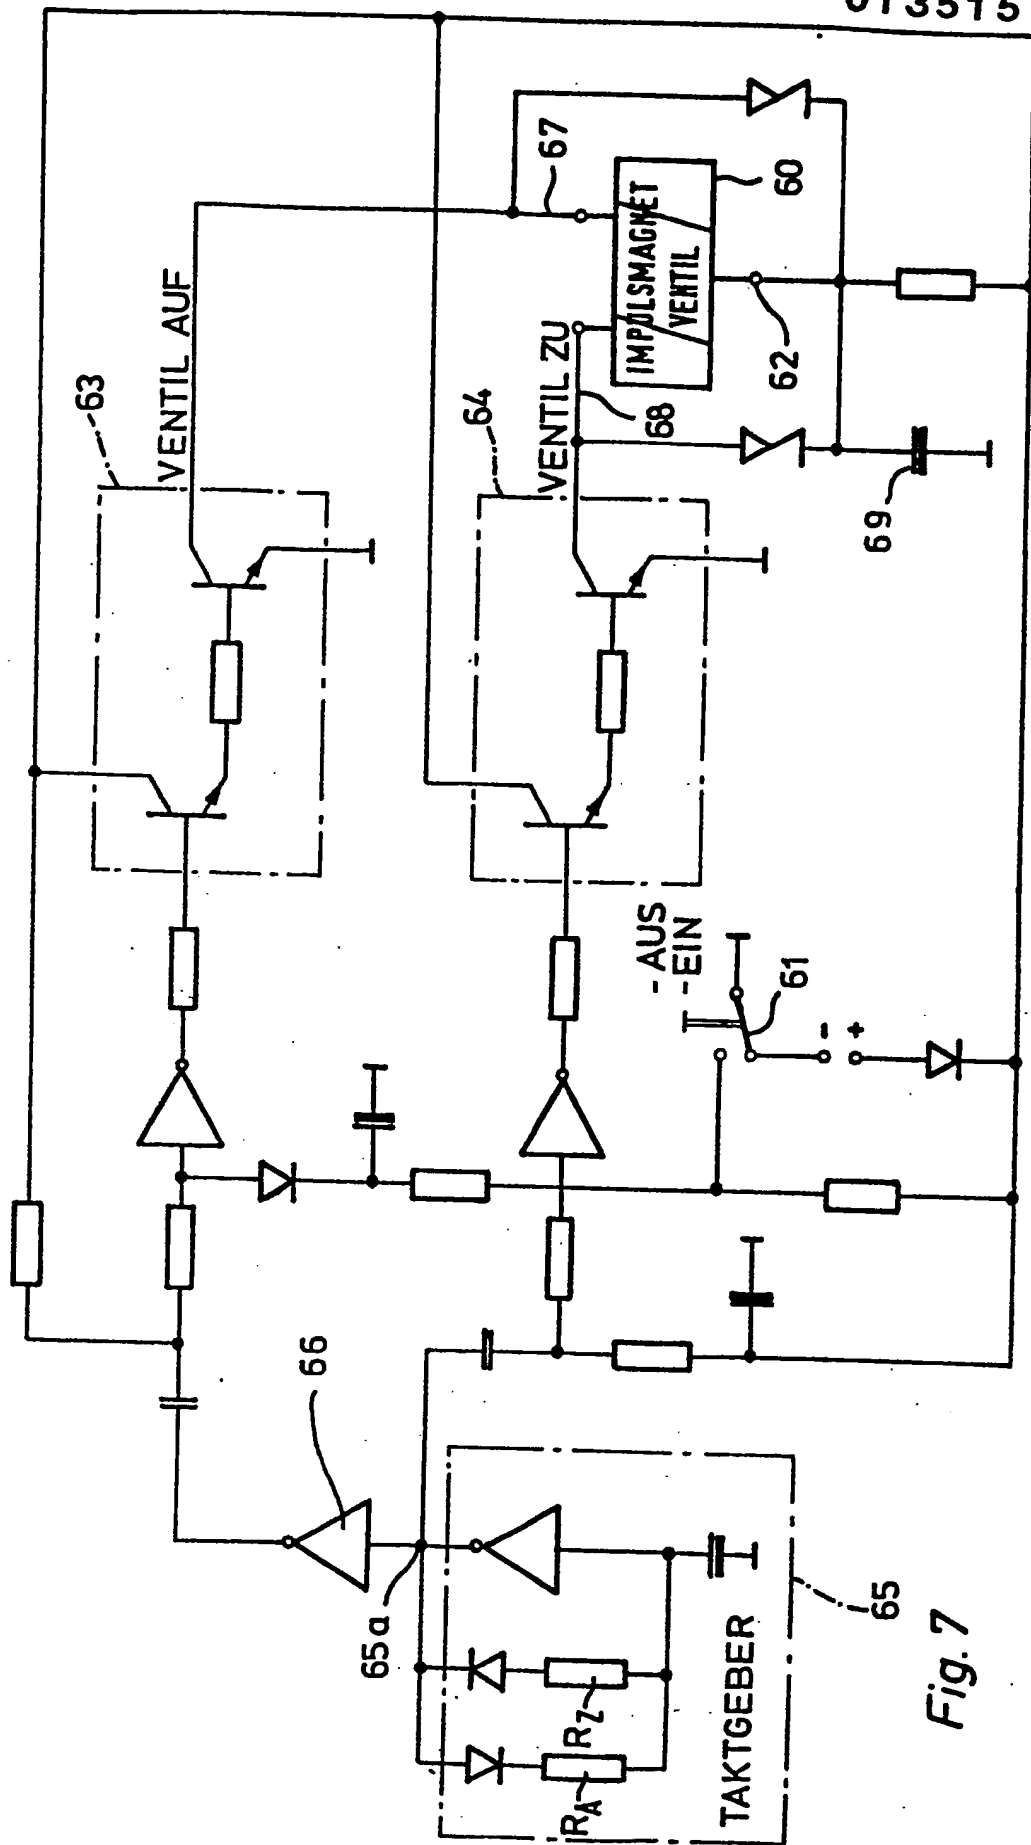 013515
63
VENTIL AUF
67
IMPULSMAGNET
VENTIL
60
62
VENTIL ZU
68
64
69
- AUS
- EIN
61
- +
66
65a
65
TAKTGEBER
RZ
RA
Fig. 7